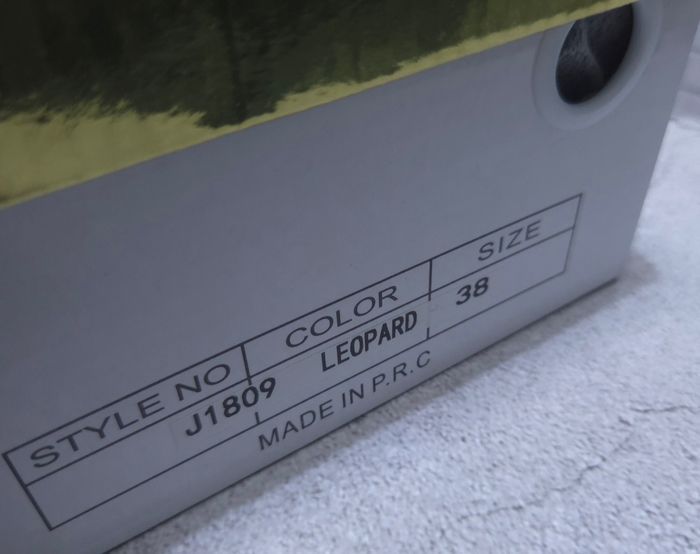 STYLE NO COLOR SIZE
J1809 LEOPARD 38
MADE IN P.R.C